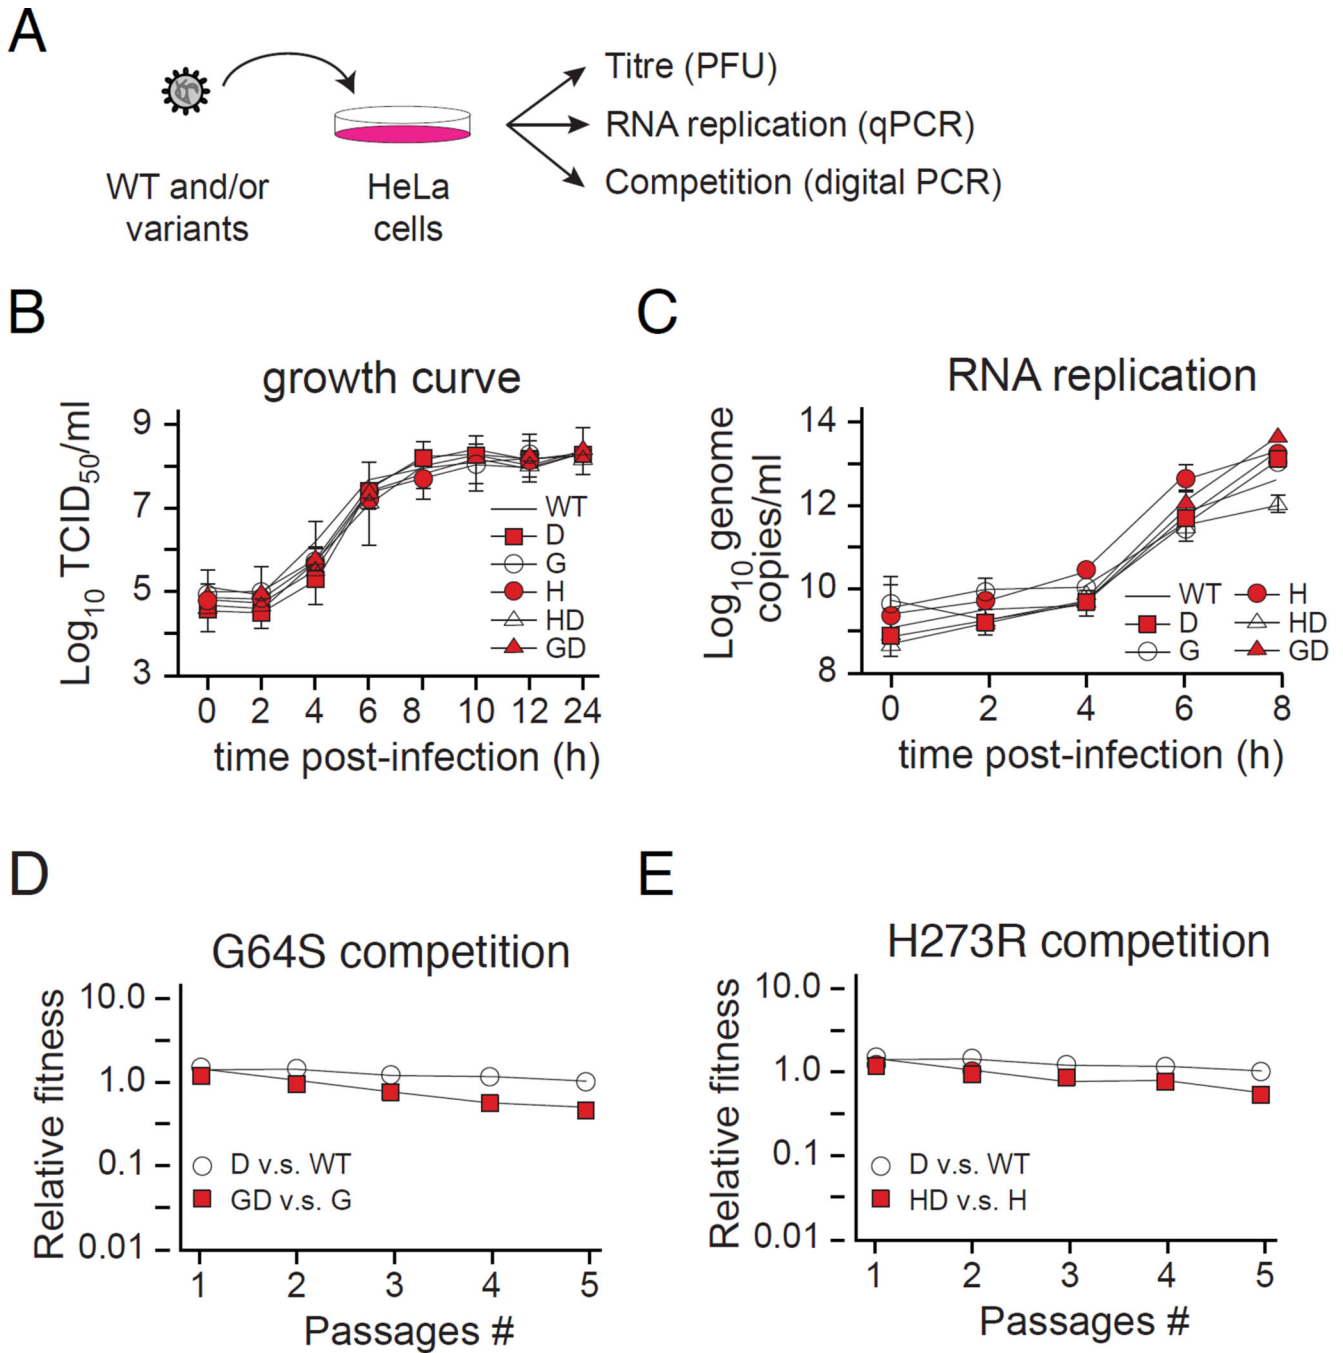 A
WT and/or
variants
HeLa
cells
Titre (PFU)
RNA replication (qPCR)
Competition (digital PCR)
B
growth curve
Log10 TCID50/ml
9
7
5
3
0 2 4 6 8 10 12 24
time post-infection (h)
WT
D
G
H
HD
GD
C
RNA replication
Log10 genome
copies/ml
14
12
10
8
0 2 4 6 8
time post-infection (h)
WT
D
G
H
HD
GD
D
G64S competition
Relative fitness
10.0
1.0
0.1
0.01
D v.s. WT
GD v.s. G
1 2 3 4 5
Passages #
E
H273R competition
Relative fitness
10.0
1.0
0.1
0.01
D v.s. WT
HD v.s. H
1 2 3 4 5
Passages #